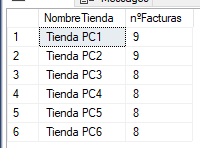 Messages
NombreTienda nºFacturas
1 Tienda PC1 9
2 Tienda PC2 9
3 Tienda PC3 8
4 Tienda PC4 8
5 Tienda PC5 8
6 Tienda PC6 8